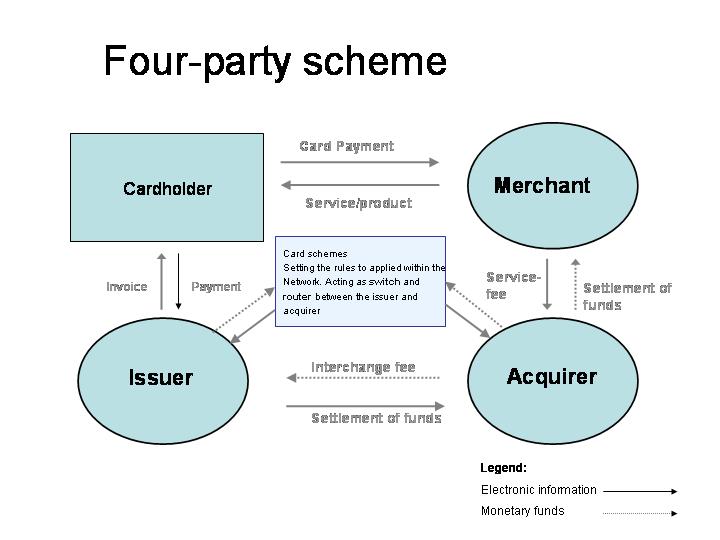 Four-party scheme
Card Payment
Cardholder
Merchant
Service/product
Card schemes
Setting the rules to applied within the
Network. Acting as switch and
router between the issuer and
acquirer
Invoice
Payment
Service-
fee
Settlement of
funds
Issuer
Interchange fee
Acquirer
Settlement of funds
Legend:
Electronic information
Monetary funds